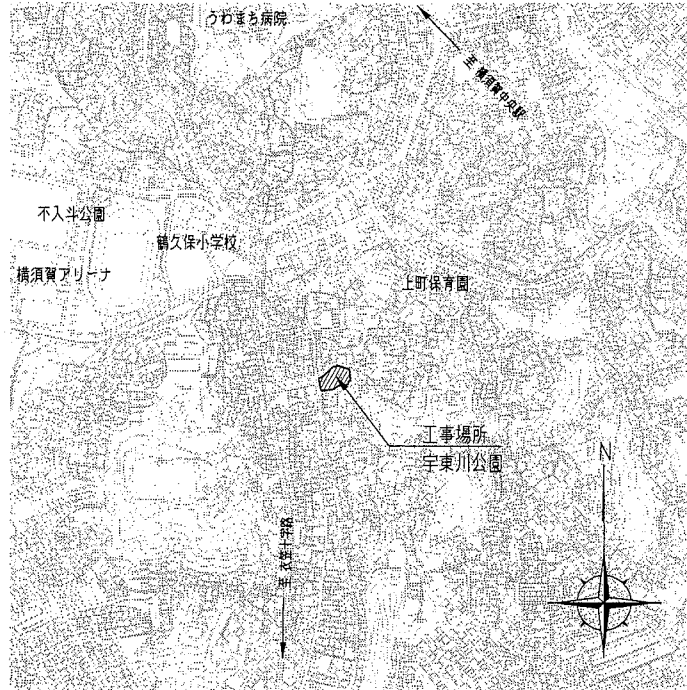 うわまち病院
至 横須賀中央駅
不入斗公園
鶴久保小学校
横須賀アリーナ
上町保育園
工事場所
宇東川公園
N
至 衣笠十字路